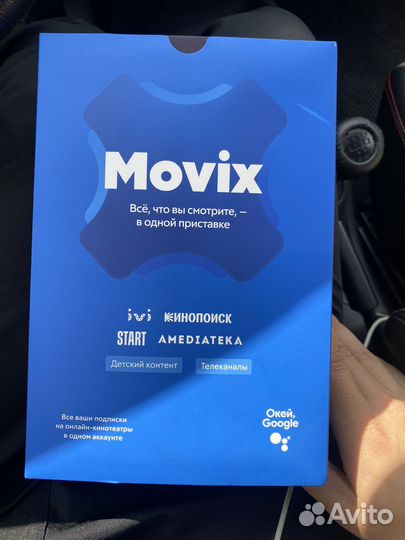 Movix
Всё, что вы смотрите, —
в одной приставке
ivi КИНОПОИСК
START AMEDIATEKA
Детский контент Телеканалы
Все ваши подписки
на онлайн-кинотеатры
в одном аккаунте
Окей,
Google
Avito